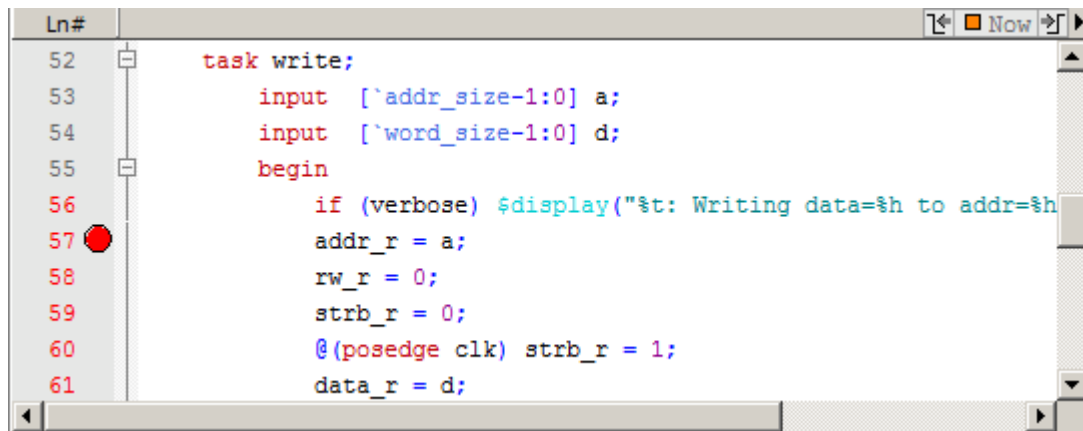 Ln# Now
52 task write;
53 input [`addr_size-1:0] a;
54 input [`word_size-1:0] d;
55 begin
56 if (verbose) $display("%t: Writing data=%h to addr=%h
57 addr_r = a;
58 rw_r = 0;
59 strb_r = 0;
60 @(posedge clk) strb_r = 1;
61 data_r = d;